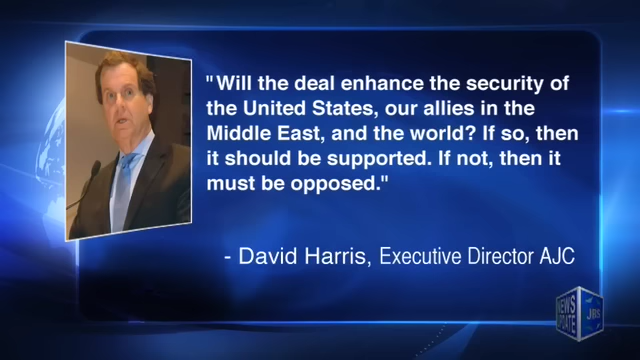 "Will the deal enhance the security of
the United States, our allies in the
Middle East, and the world? If so, then
it should be supported. If not, then it
must be opposed."
- David Harris, Executive Director AJC
NEWS
UPDATE
JBS